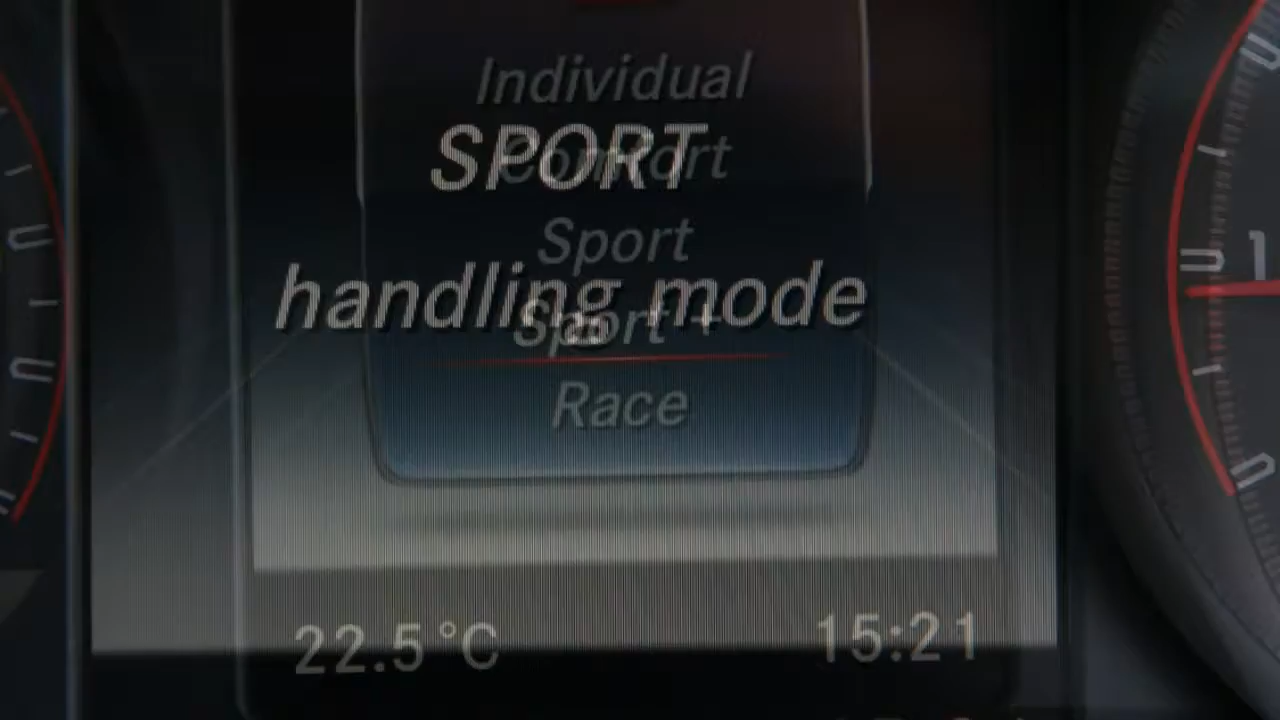 Individual
SPORT
Comfort
Sport
handling mode
Sport +
Race
22.5 °C
15:21